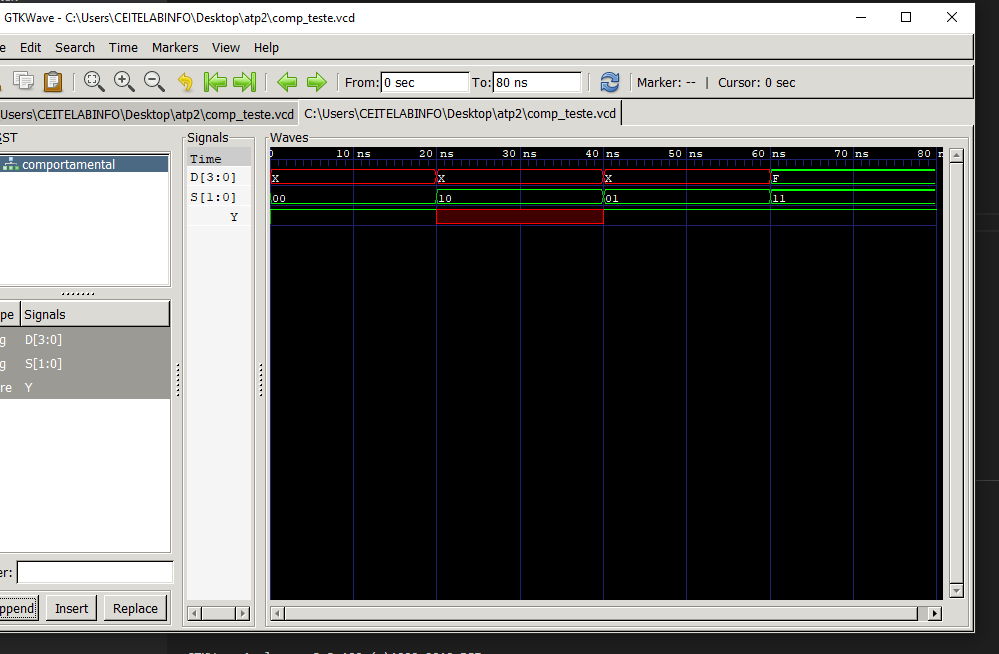 GTKWave - C:\Users\CEITELABINFO\Desktop\atp2\comp_teste.vcd
e Edit Search Time Markers View Help
From: 0 sec To: 80 ns Marker: -- | Cursor: 0 sec
Users\CEITELABINFO\Desktop\atp2\comp_teste.vcd C:\Users\CEITELABINFO\Desktop\atp2\comp_teste.vcd
SST
comportamental
pe Signals
g D[3:0]
g S[1:0]
re Y
er:
ppend Insert Replace
Signals
Time
D[3:0]
S[1:0]
Y
Waves
0 10 ns 20 ns 30 ns 40 ns 50 ns 60 ns 70 ns 80 n
X X X F
00 10 01 11